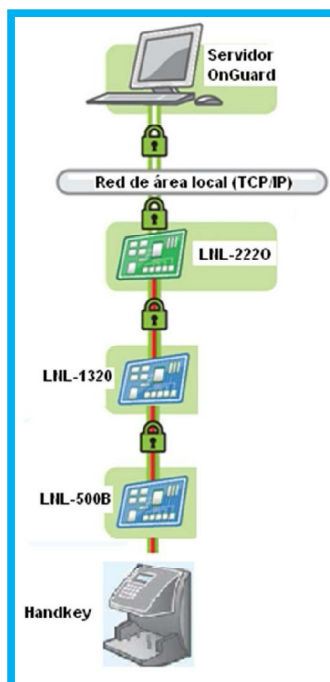 Servidor
OnGuard
Red de área local (TCP/IP)
LNL-2220
LNL-1320
LNL-500B
Handkey